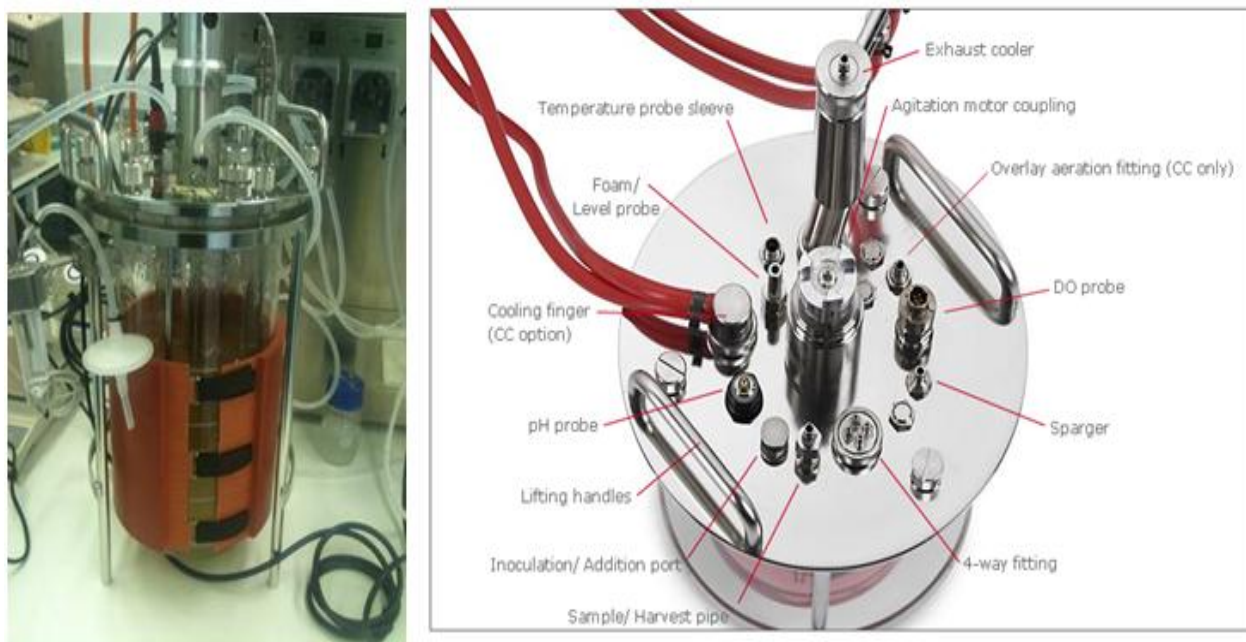 Exhaust cooler
Temperature probe sleeve
Agitation motor coupling
Overlay aeration fitting (CC only)
Foam/
Level probe
DO probe
Cooling finger
(CC option)
pH probe
Sparger
Lifting handles
Inoculation/ Addition port
4-way fitting
Sample/ Harvest pipe